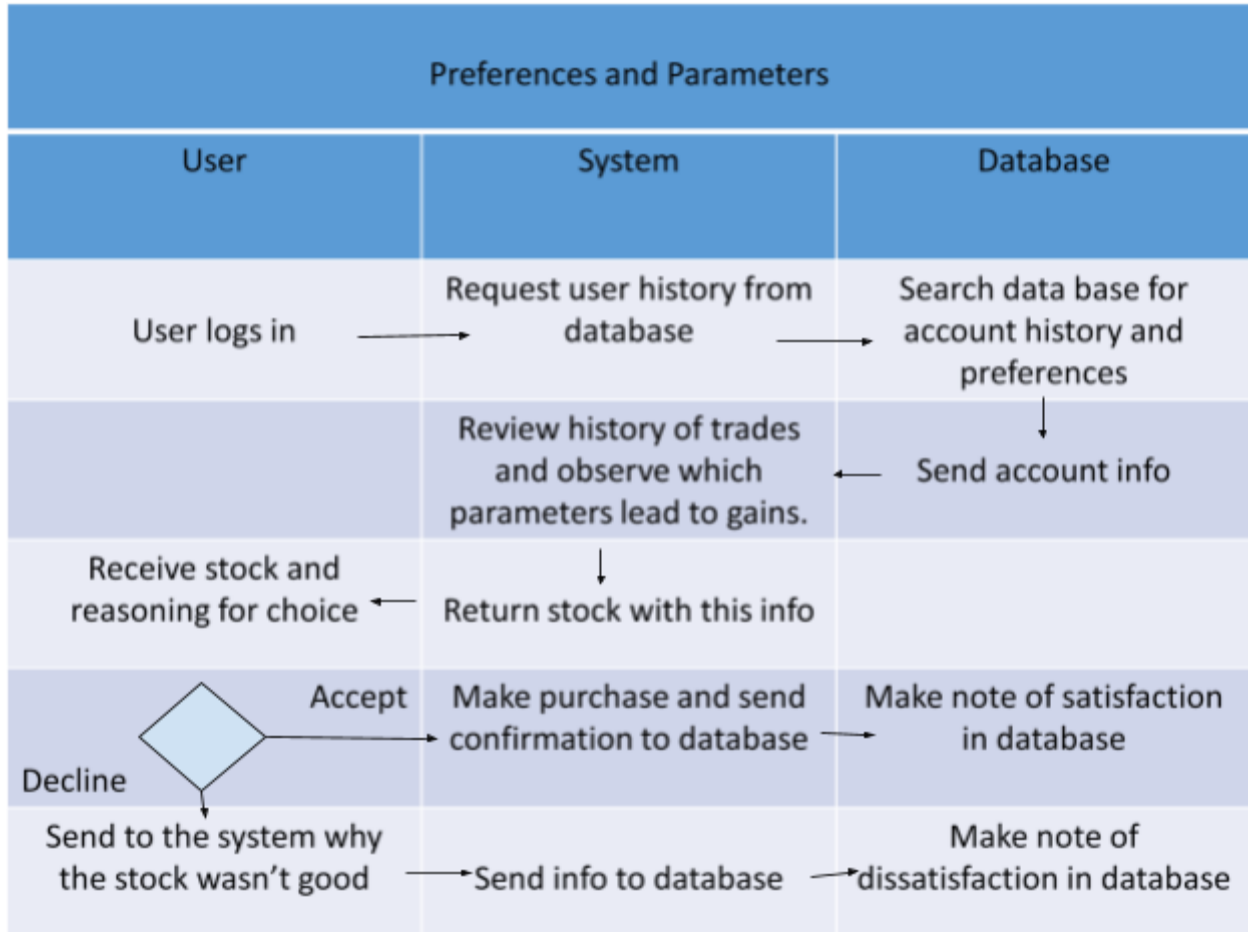 Preferences and Parameters
User
System
Database
User logs in
Request user history from
database
Search data base for
account history and
preferences
Review history of trades
and observe which
parameters lead to gains.
Send account info
Receive stock and
reasoning for choice
Return stock with this info
Accept
Decline
Make purchase and send
confirmation to database
Make note of satisfaction
in database
Send to the system why
the stock wasn’t good
Send info to database
Make note of
dissatisfaction in database